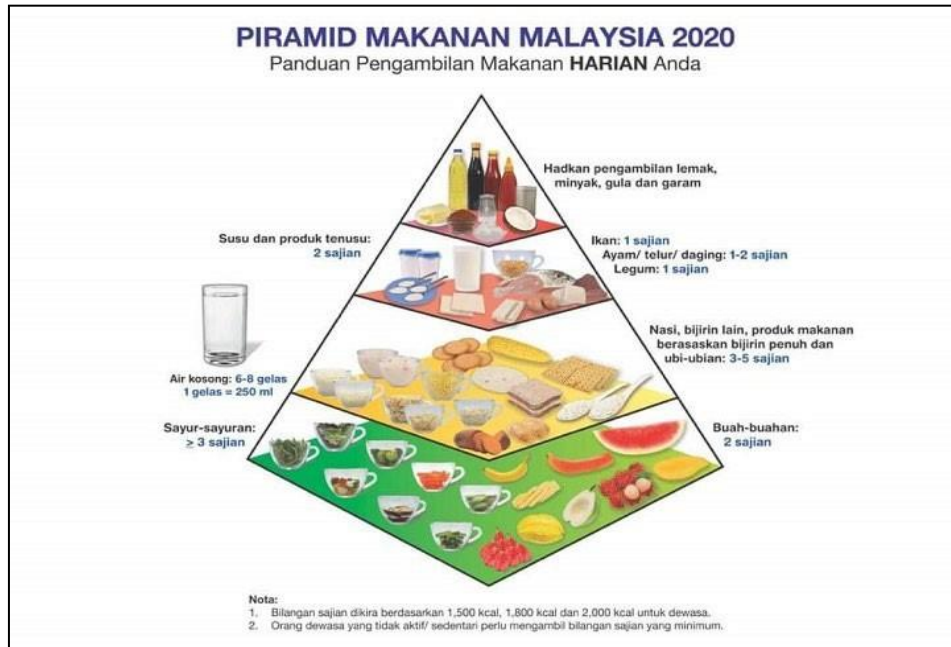 PIRAMID MAKANAN MALAYSIA 2020
Panduan Pengambilan Makanan HARIAN Anda
Hadkan pengambilan lemak,
minyak, gula dan garam
Susu dan produk tenusu:
2 sajian
Ikan: 1 sajian
Ayam/ telur/ daging: 1-2 sajian
Legum: 1 sajian
Nasi, bijirin lain, produk makanan
berasaskan bijirin penuh dan
ubi-ubian: 3-5 sajian
Air kosong: 6-8 gelas
1 gelas = 250 ml
Sayur-sayuran:
≥ 3 sajian
Buah-buahan:
2 sajian
Nota:
1. Bilangan sajian dikira berdasarkan 1,500 kcal, 1,800 kcal dan 2,000 kcal untuk dewasa.
2. Orang dewasa yang tidak aktif/ sedentari perlu mengambil bilangan sajian yang minimum.